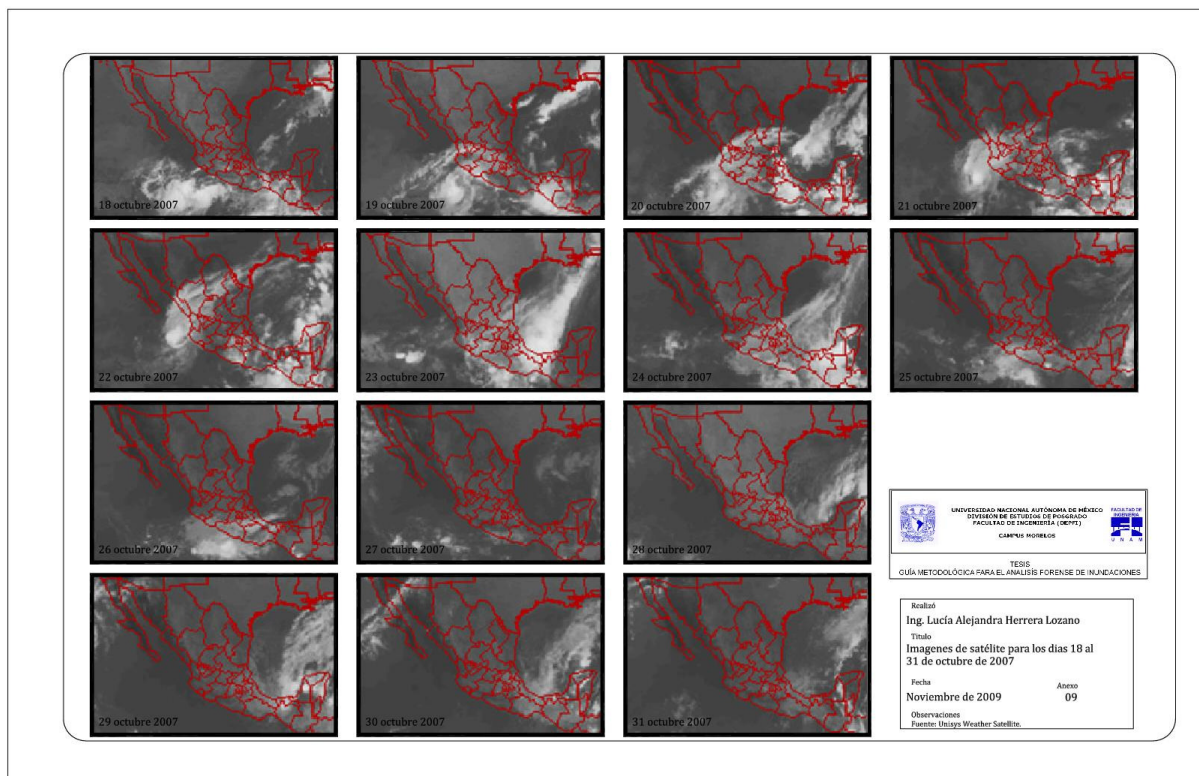 18 octubre 2007
19 octubre 2007
20 octubre 2007
21 octubre 2007
22 octubre 2007
23 octubre 2007
24 octubre 2007
25 octubre 2007
26 octubre 2007
27 octubre 2007
28 octubre 2007
UNIVERSIDAD NACIONAL AUTÓNOMA DE MÉXICO
DIVISIÓN DE ESTUDIOS DE POSGRADO
FACULTAD DE INGENIERÍA (DEPFI)
CAMPUS MORELOS
FACULTAD DE
INGENIERÍA
U N A M
TESIS
GUÍA METODOLÓCICA PARA EL ANALISÍS FORENSE DE INUNDACIONES
29 octubre 2007
30 octubre 2007
31 octubre 2007
Realizó
Ing. Lucía Alejandra Herrera Lozano
Titulo
Imagenes de satélite para los dias 18 al
31 de octubre de 2007
Fecha Anexo
Noviembre de 2009 09
Observaciones
Fuente: Unisys Weather Satellite.